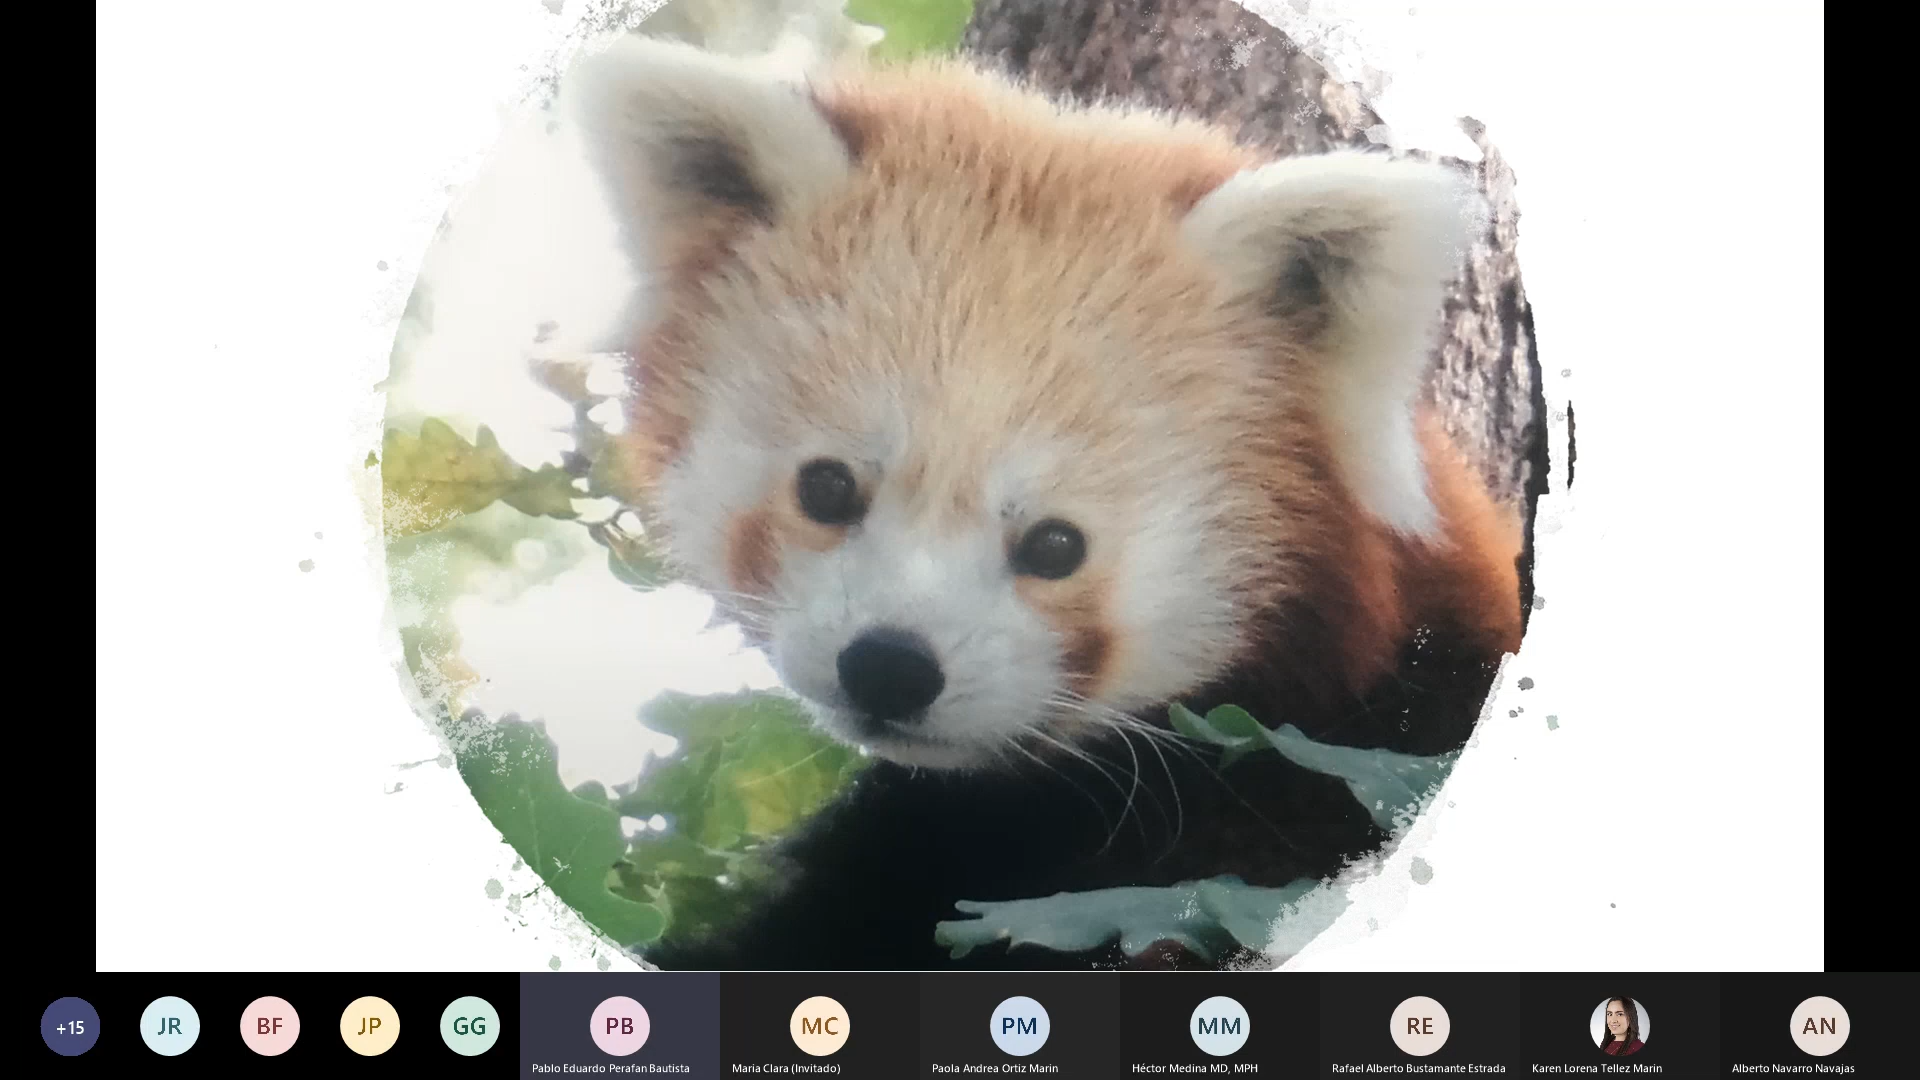 +15
JR
BF
JP
GG
PB
MC
PM
MM
RE
AN
Pablo Eduardo Perafan Bautista
Maria Clara (Invitado)
Paola Andrea Ortiz Marin
Héctor Medina MD, MPH
Rafael Alberto Bustamante Estrada
Karen Lorena Tellez Marin
Alberto Navarro Navajas